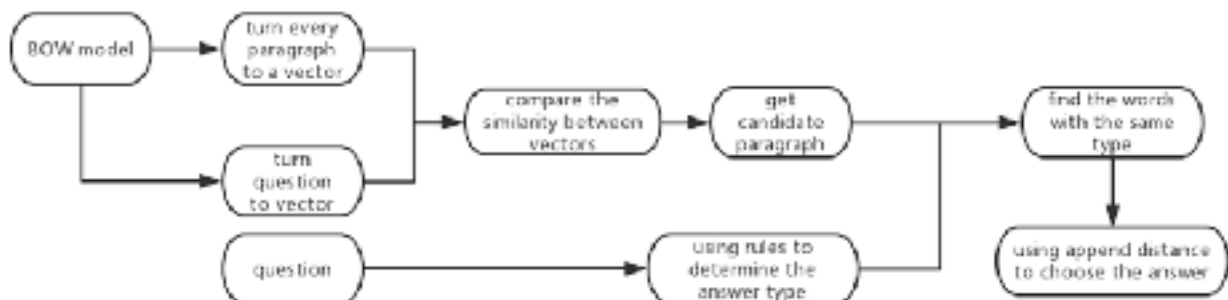 BOW model
turn every
paragraph
to a vector
turn
question
to vector
compare the
similarity between
vectors
get
candidate
paragraph
find the words
with the same
type
question
using rules to
determine the
answer type
using append distance
to choose the answer